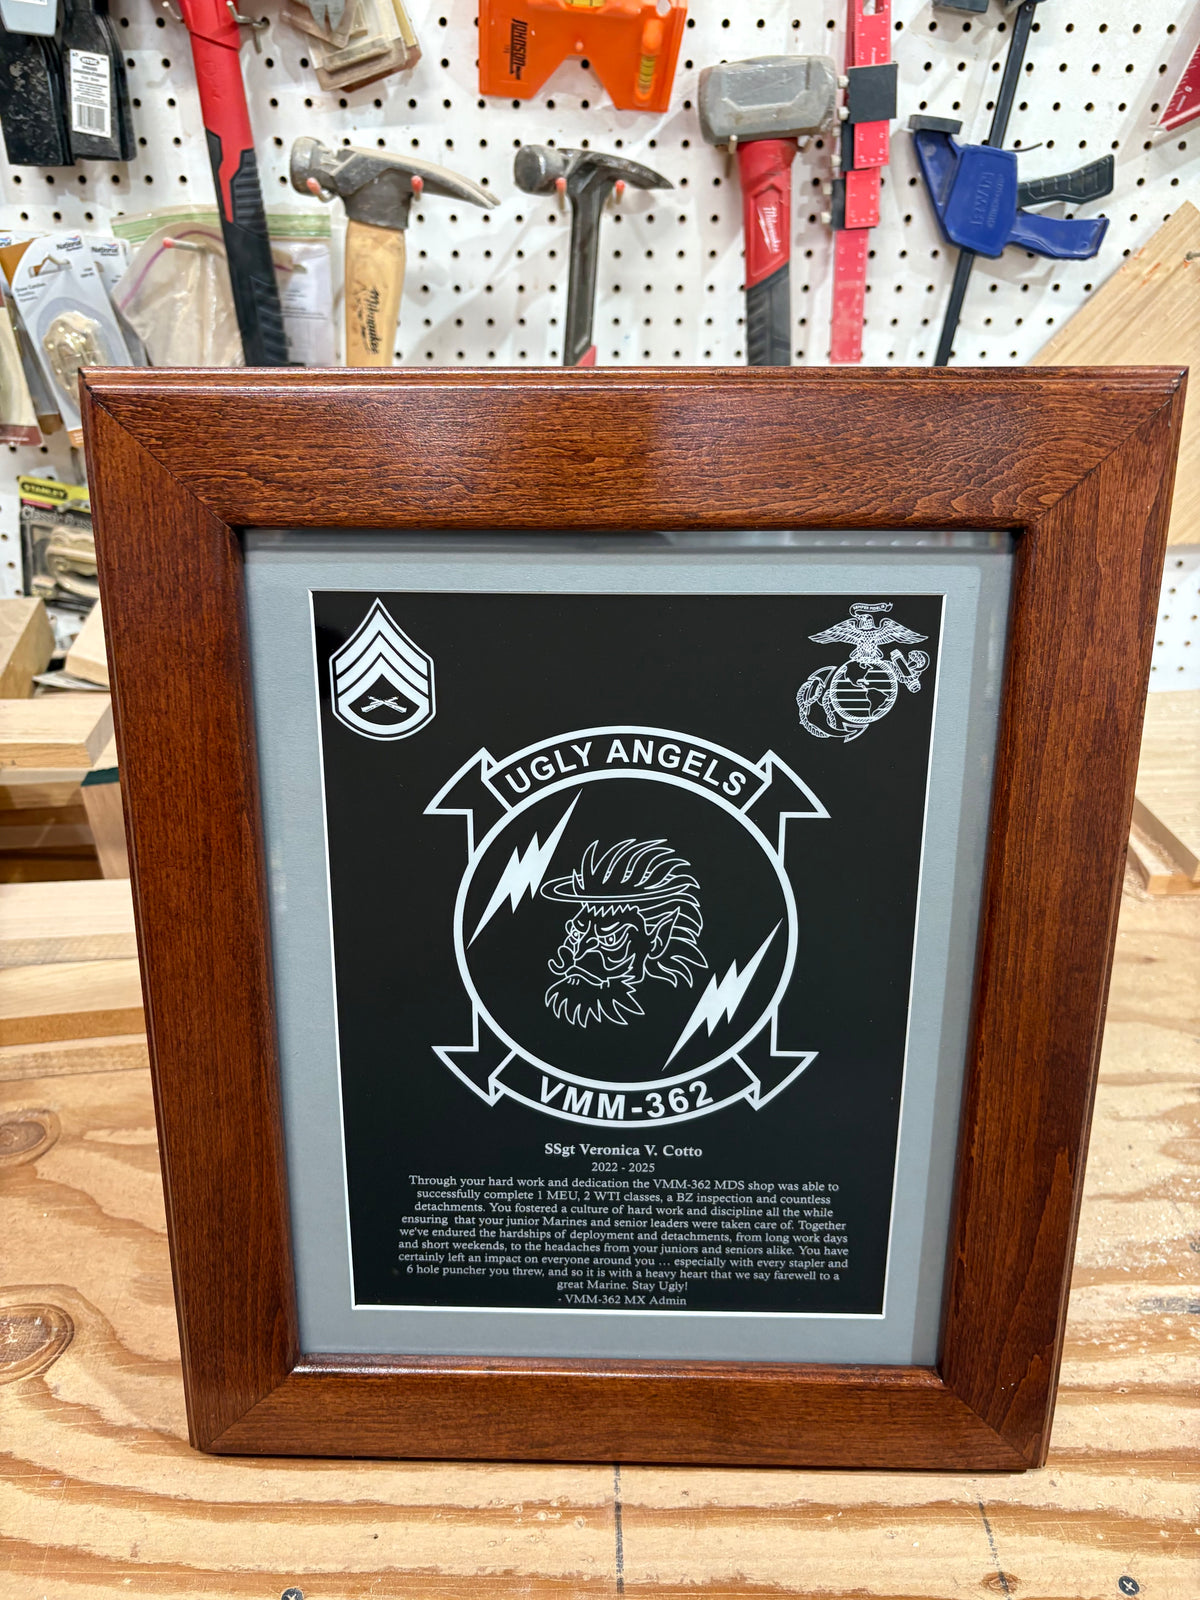 JOHNSON
Milwaukee
Milwaukee
STANLEY
SEMPER FIDELIS
UGLY ANGELS
VMM-362
SSgt Veronica V. Cotto
2022 - 2025
Through your hard work and dedication the VMM-362 MDS shop was able to
successfully complete 1 MEU, 2 WTI classes, a BZ inspection and countless
detachments. You fostered a culture of hard work and discipline all the while
ensuring that your junior Marines and senior leaders were taken care of. Together
we've endured the hardships of deployment and detachments, from long work days
and short weekends, to the headaches from your juniors and seniors alike. You have
certainly left an impact on everyone around you ... especially with every stapler and
6 hole puncher you threw, and so it is with a heavy heart that we say farewell to a
great Marine. Stay Ugly!
- VMM-362 MX Admin